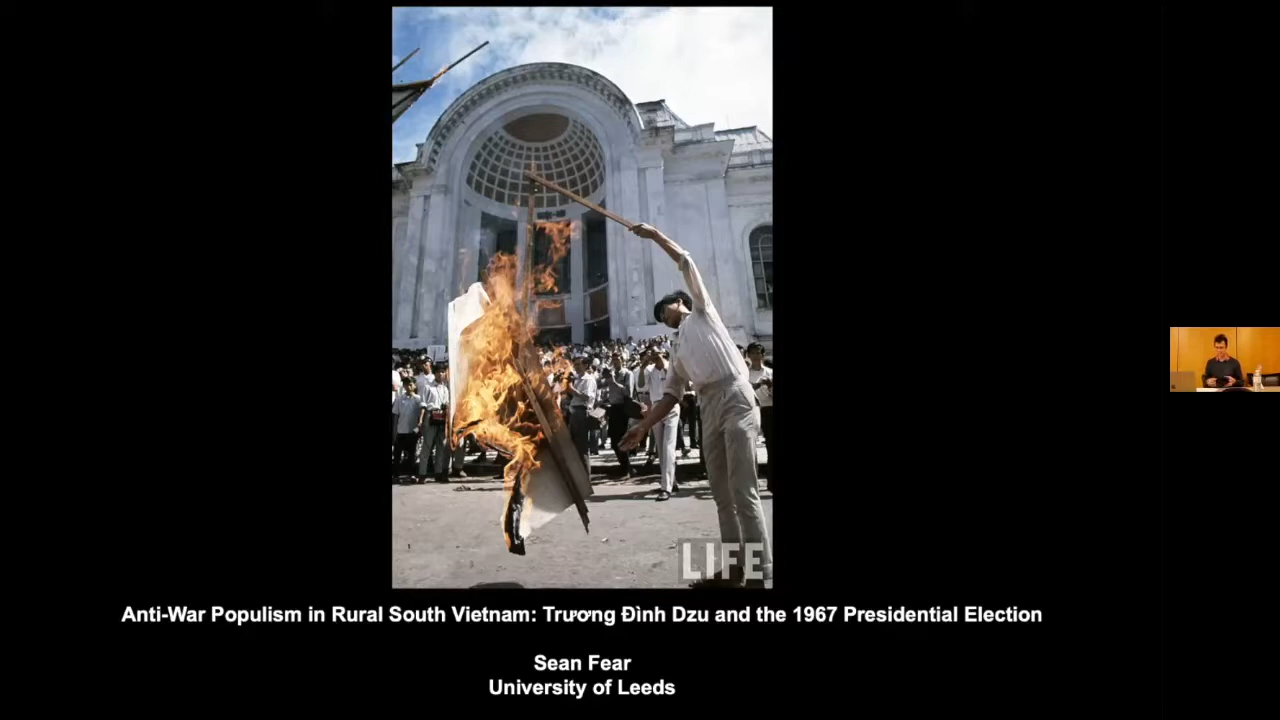 LIFE
Anti-War Populism in Rural South Vietnam: Trương Đình Dzu and the 1967 Presidential Election
Sean Fear
University of Leeds